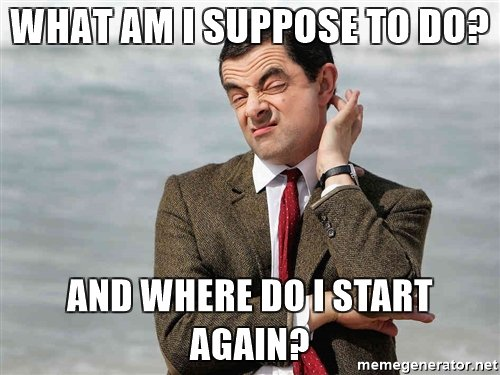 WHAT AM I SUPPOSE TO DO?
AND WHERE DO I START
AGAIN?
memegenerator.net